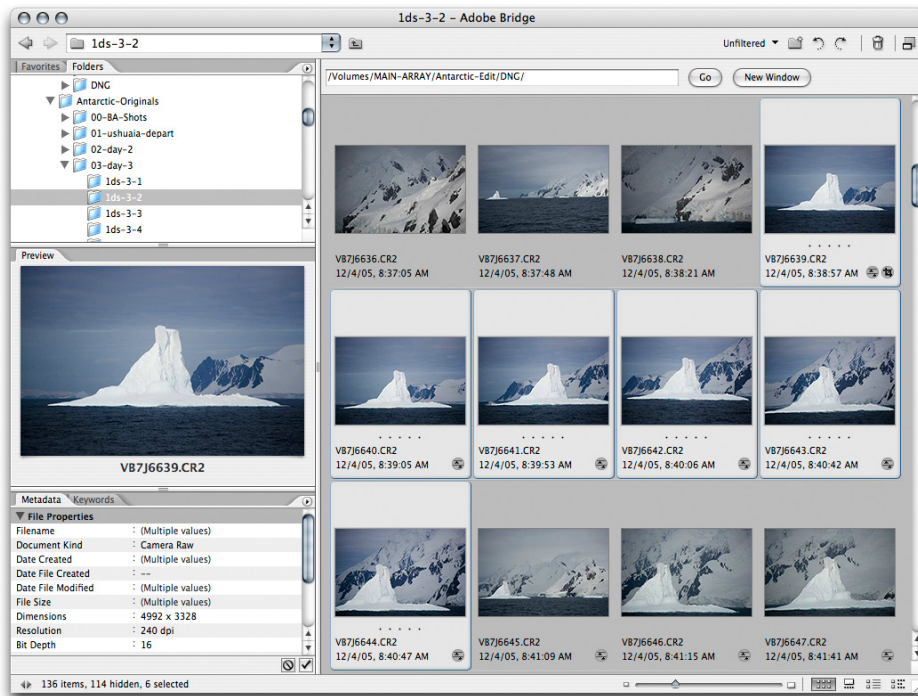 1ds-3-2 – Adobe Bridge
1ds-3-2
Unfiltered
Favorites Folders
/Volumes/MAIN-ARRAY/Antarctic-Edit/DNG/
Go
New Window
DNG
Antarctic-Originals
00-BA-Shots
01-ushuaia-depart
02-day-2
03-day-3
1ds-3-1
1ds-3-2
1ds-3-3
1ds-3-4
Preview
VB7J6639.CR2
VB7J6636.CR2
12/4/05, 8:37:05 AM
VB7J6637.CR2
12/4/05, 8:37:48 AM
VB7J6638.CR2
12/4/05, 8:38:21 AM
VB7J6639.CR2
12/4/05, 8:38:57 AM
VB7J6640.CR2
12/4/05, 8:39:05 AM
VB7J6641.CR2
12/4/05, 8:39:53 AM
VB7J6642.CR2
12/4/05, 8:40:06 AM
VB7J6643.CR2
12/4/05, 8:40:42 AM
VB7J6644.CR2
12/4/05, 8:40:47 AM
VB7J6645.CR2
12/4/05, 8:41:09 AM
VB7J6646.CR2
12/4/05, 8:41:15 AM
VB7J6647.CR2
12/4/05, 8:41:41 AM
Metadata Keywords
File Properties
Filename : (Multiple values)
Document Kind : Camera Raw
Date Created : (Multiple values)
Date File Created : --
Date File Modified : (Multiple values)
File Size : (Multiple values)
Dimensions : 4992 x 3328
Resolution : 240 dpi
Bit Depth : 16
136 items, 114 hidden, 6 selected